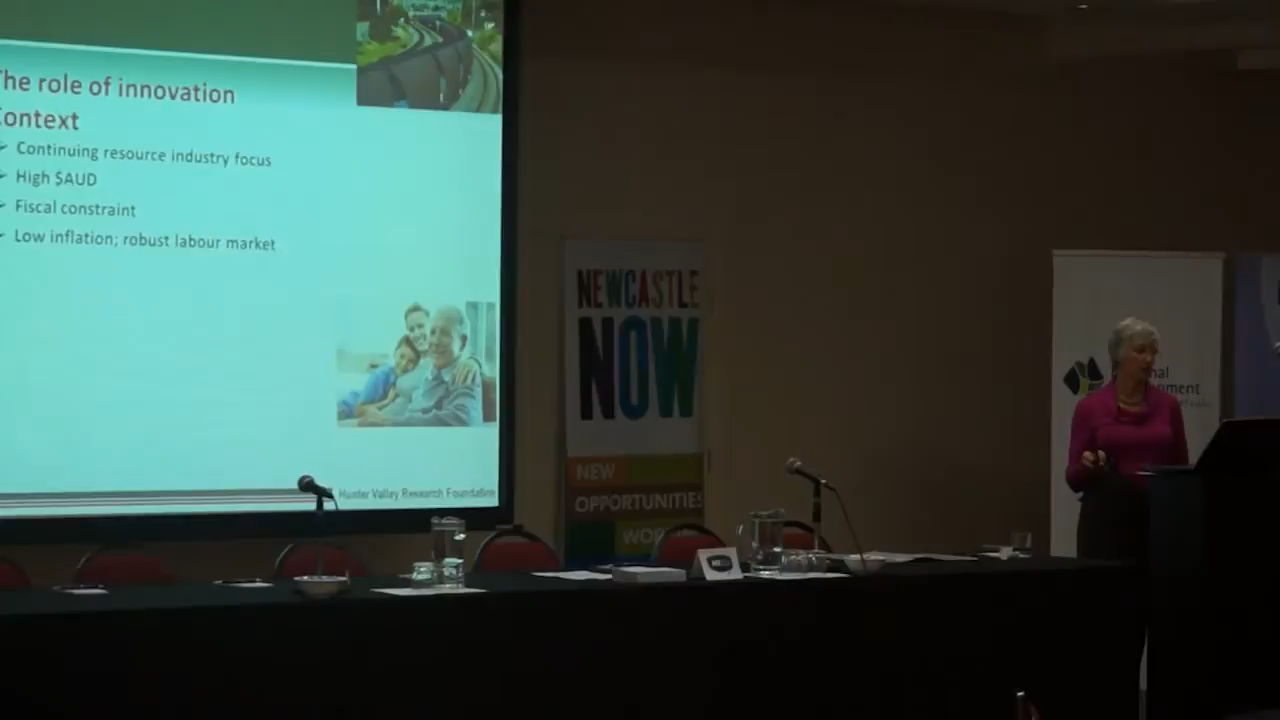 The role of innovation
Context
Continuing resource industry focus
High $AUD
Fiscal constraint
Low inflation; robust labour market
Hunter Valley Research Foundation
NEWCASTLE
NOW
NEW
OPPORTUNITIES